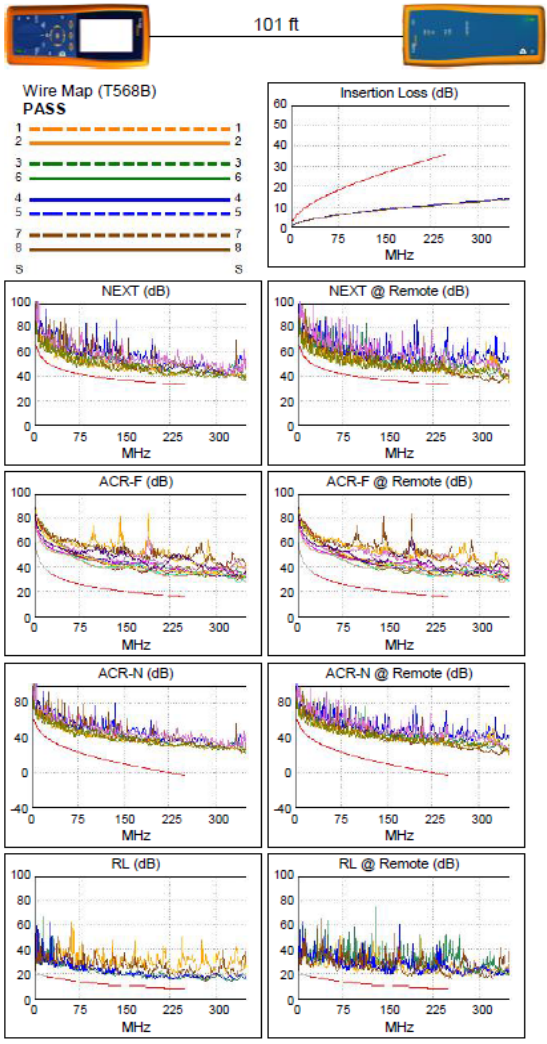 101 ft
Wire Map (T568B)
PASS
1 1
2 2
3 3
6 6
4 4
5 5
7 7
8 8
S S
Insertion Loss (dB)
60
50
40
30
20
10
0
0 75 150 225 300
MHz
NEXT (dB)
100
80
60
40
20
0
0 75 150 225 300
MHz
NEXT @ Remote (dB)
100
80
60
40
20
0
0 75 150 225 300
MHz
ACR-F (dB)
100
80
60
40
20
0
0 75 150 225 300
MHz
ACR-F @ Remote (dB)
100
80
60
40
20
0
0 75 150 225 300
MHz
ACR-N (dB)
80
40
0
-40
0 75 150 225 300
MHz
ACR-N @ Remote (dB)
80
40
0
-40
0 75 150 225 300
MHz
RL (dB)
100
80
60
40
20
0
0 75 150 225 300
MHz
RL @ Remote (dB)
100
80
60
40
20
0
0 75 150 225 300
MHz